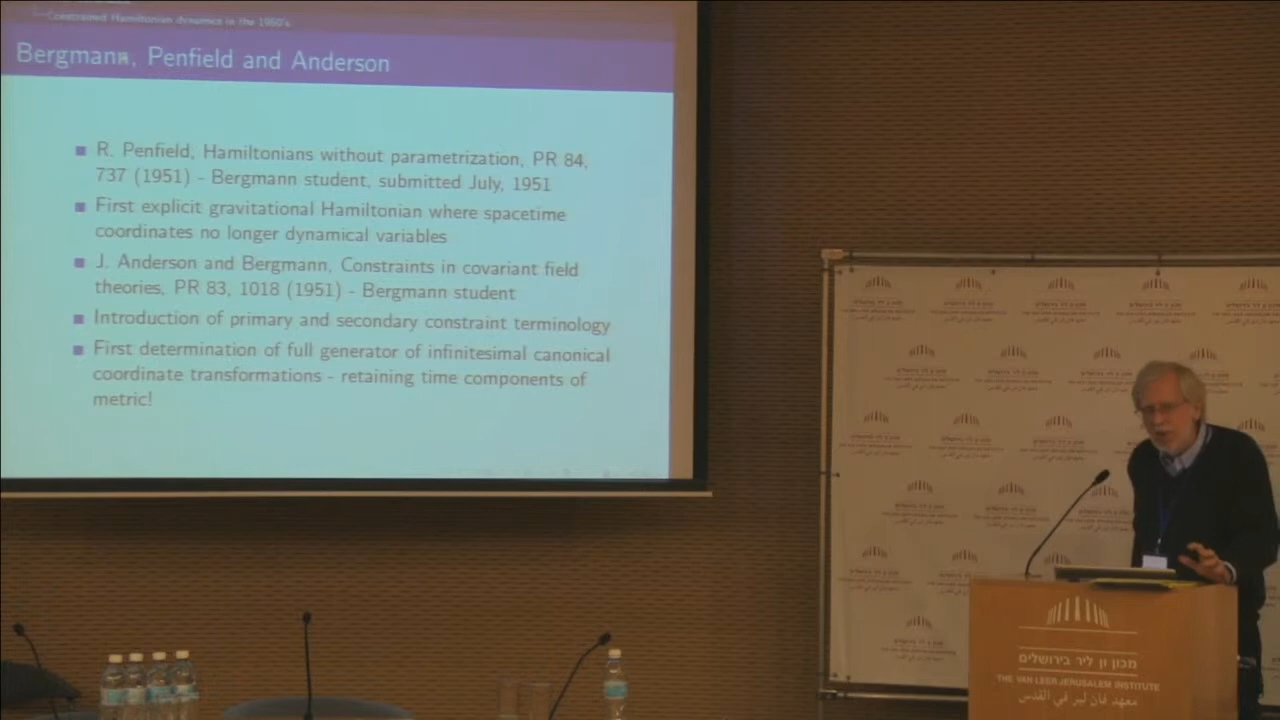 Constrained Hamiltonian dynamics in the 1950's
Bergmann, Penfield and Anderson
R. Penfield, Hamiltonians without parametrization, PR 84,
737 (1951) - Bergmann student, submitted July, 1951
First explicit gravitational Hamiltonian where spacetime
coordinates no longer dynamical variables
J. Anderson and Bergmann, Constraints in covariant field
theories, PR 83, 1018 (1951) - Bergmann student
Introduction of primary and secondary constraint terminology
First determination of full generator of infinitesimal canonical
coordinate transformations - retaining time components of
metric!
מכון ון ליר בירושלים
THE VAN LEER JERUSALEM INSTITUTE
معهد فان لير في القدس